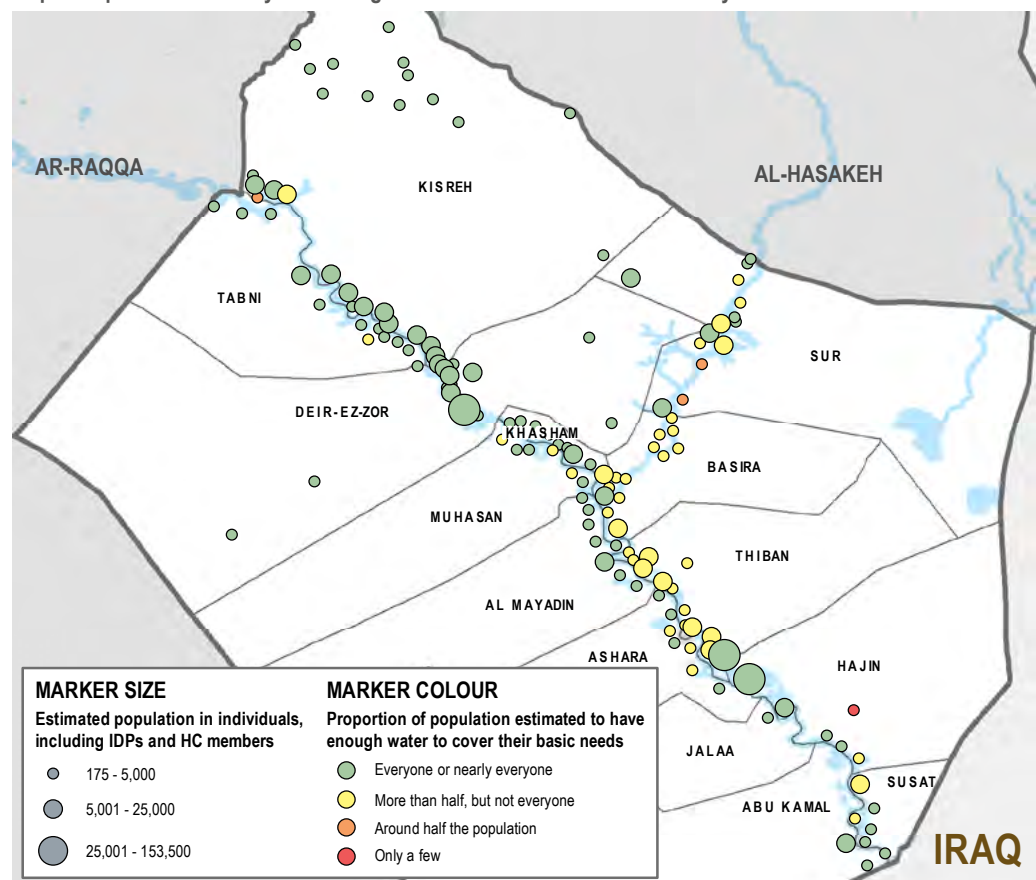 AR-RAQQA
AL-HASAKEH
KISREH
TABNI
SUR
DEIR-EZ-ZOR
KHASHAM
BASIRA
MUHASAN
THIBAN
AL MAYADIN
ASHARA
HAJIN
JALAA
SUSAT
ABU KAMAL
IRAQ
MARKER SIZE
Estimated population in individuals,
including IDPs and HC members
175 - 5,000
5,001 - 25,000
25,001 - 153,500
MARKER COLOUR
Proportion of population estimated to have
enough water to cover their basic needs
Everyone or nearly everyone
More than half, but not everyone
Around half the population
Only a few